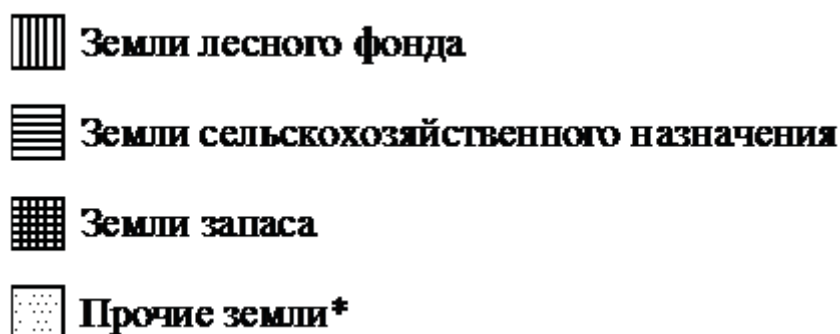 Земли лесного фонда
Земли сельскохозяйственного назначения
Земли запаса
Прочие земли*